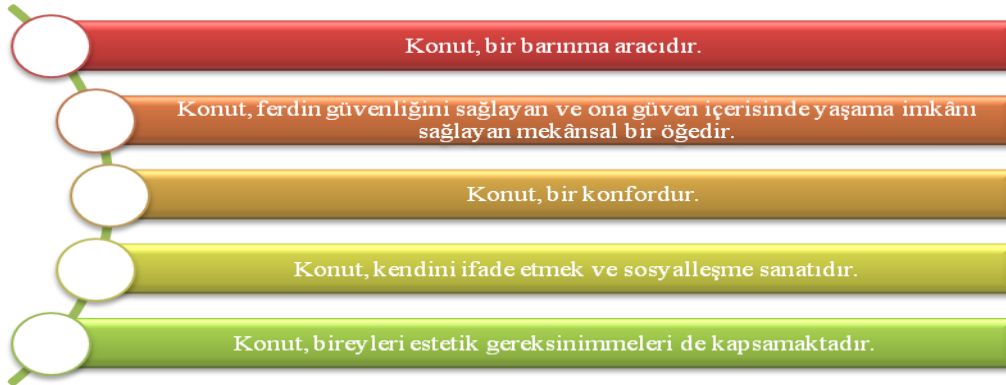 Konut, bir barınma aracıdır.
Konut, ferdin güvenliğini sağlayan ve ona güven içerisinde yaşama imkânı
sağlayan mekânsal bir öğedir.
Konut, bir konfordur.
Konut, kendini ifade etmek ve sosyalleşme sanatıdır.
Konut, bireyleri estetik gereksinimmeleri de kapsamaktadır.